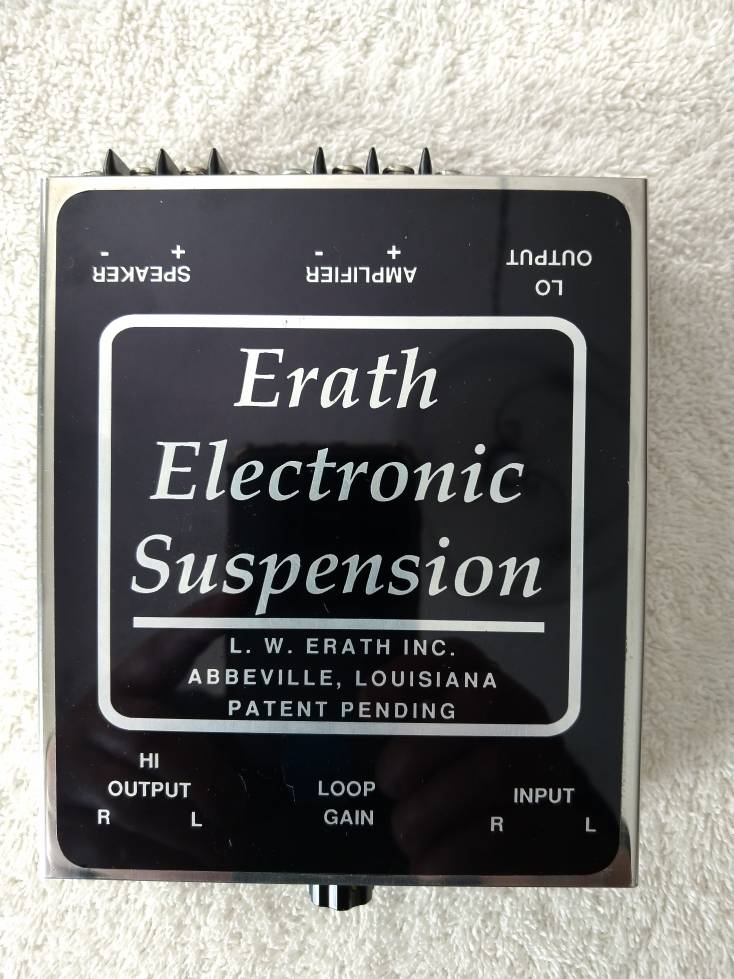 - +
SPEAKER
- +
AMPLIFIER
LO
OUTPUT
Erath
Electronic
Suspension
L. W. ERATH INC.
ABBEVILLE, LOUISIANA
PATENT PENDING
HI
OUTPUT
R L
LOOP
GAIN
INPUT
R L